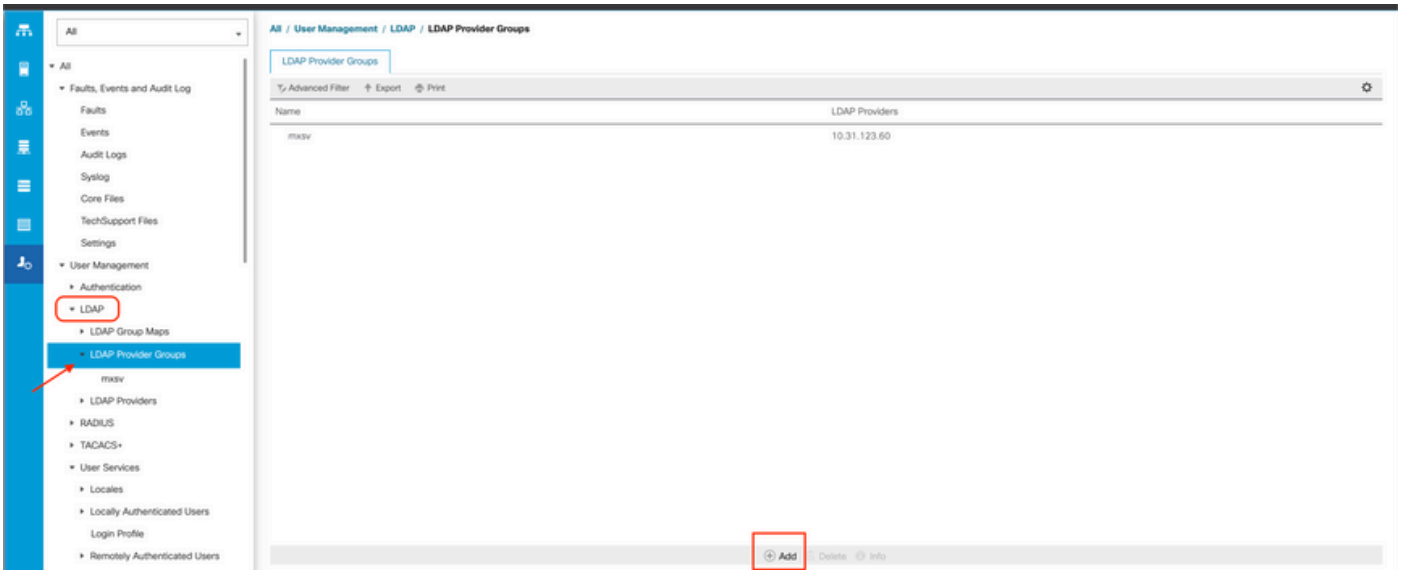 All
All / User Management / LDAP / LDAP Provider Groups
All
Faults, Events and Audit Log
Faults
Events
Audit Logs
Syslog
Core Files
TechSupport Files
Settings
User Management
Authentication
LDAP
LDAP Group Maps
LDAP Provider Groups
mxsv
LDAP Providers
RADIUS
TACACS+
User Services
Locales
Locally Authenticated Users
Login Profile
Remotely Authenticated Users
LDAP Provider Groups
Advanced Filter Export Print
Name LDAP Providers
mxsv 10.31.123.60
Add Delete Info